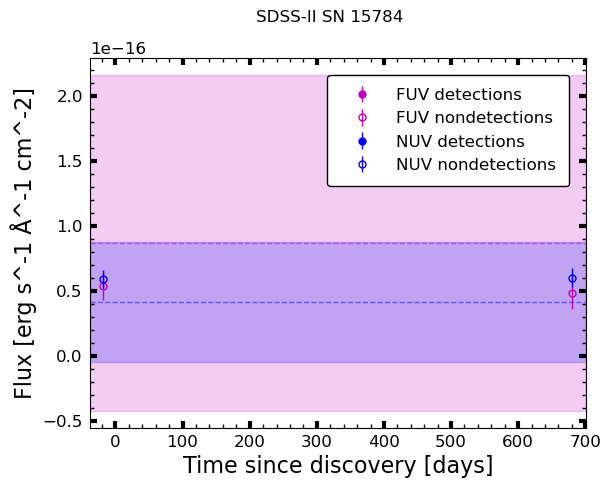 SDSS-II SN 15784
1e−16
Flux [erg s^-1 Å^-1 cm^-2]
2.0
1.5
1.0
0.5
0.0
−0.5
FUV detections
FUV nondetections
NUV detections
NUV nondetections
0 100 200 300 400 500 600 700
Time since discovery [days]